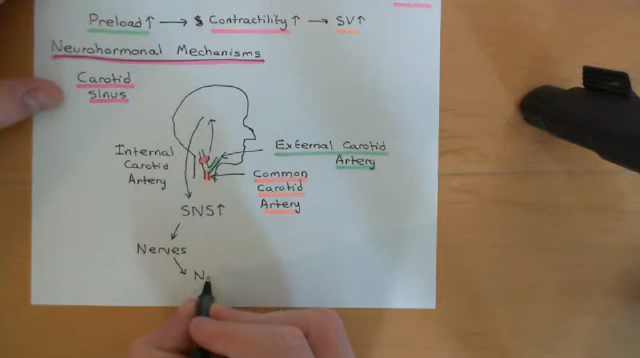 Preload↑ → Contractility↑ → SV↑
Neurohormonal Mechanisms
Carotid
Sinus
Internal
Carotid
Artery
External Carotid
Artery
Common
Carotid
Artery
SNS↑
Nerves